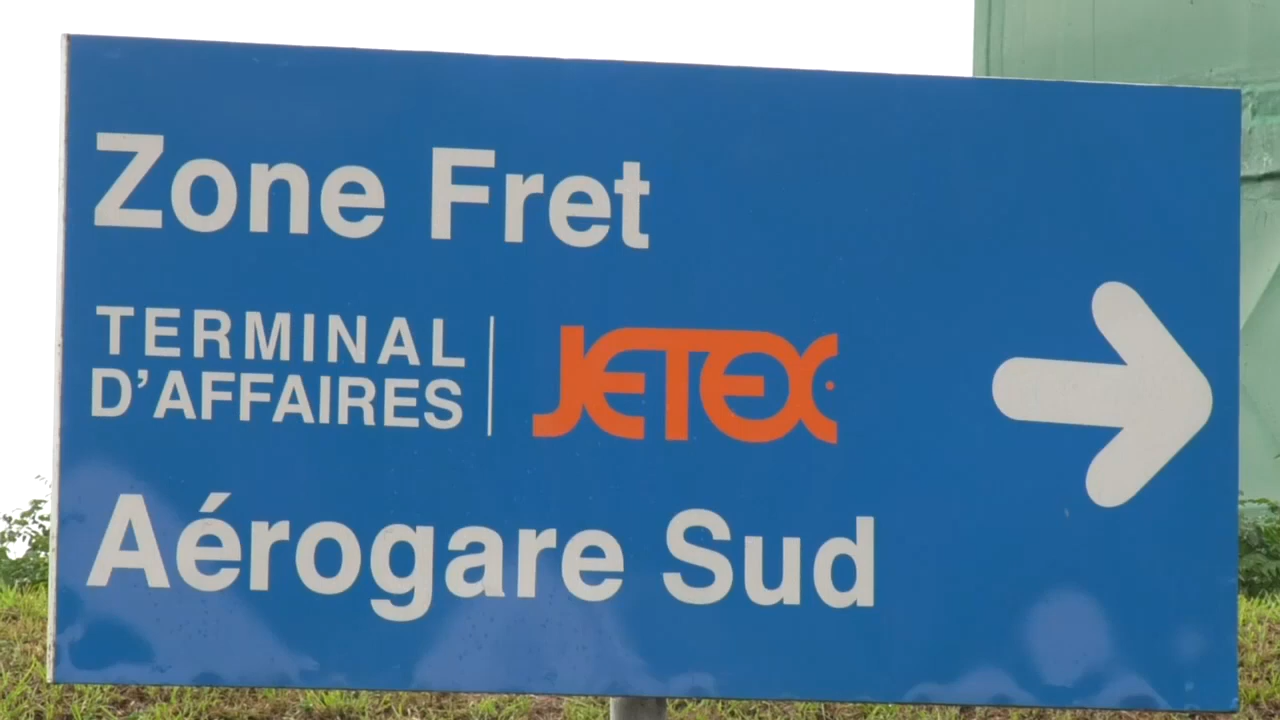 Zone Fret
TERMINAL
D'AFFAIRES
JETEX
Aérogare Sud